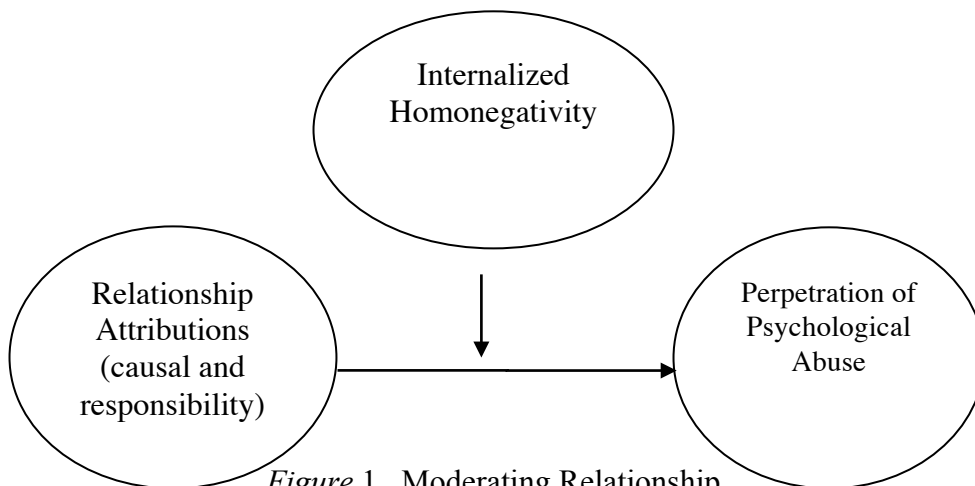 Internalized
Homonegativity
Relationship
Attributions
(causal and
responsibility)
Perpetration of
Psychological
Abuse
Figure 1. Moderating Relationship